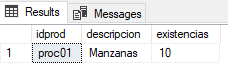 Results Messages
idprod descripcion existencias
1 proc01 Manzanas 10